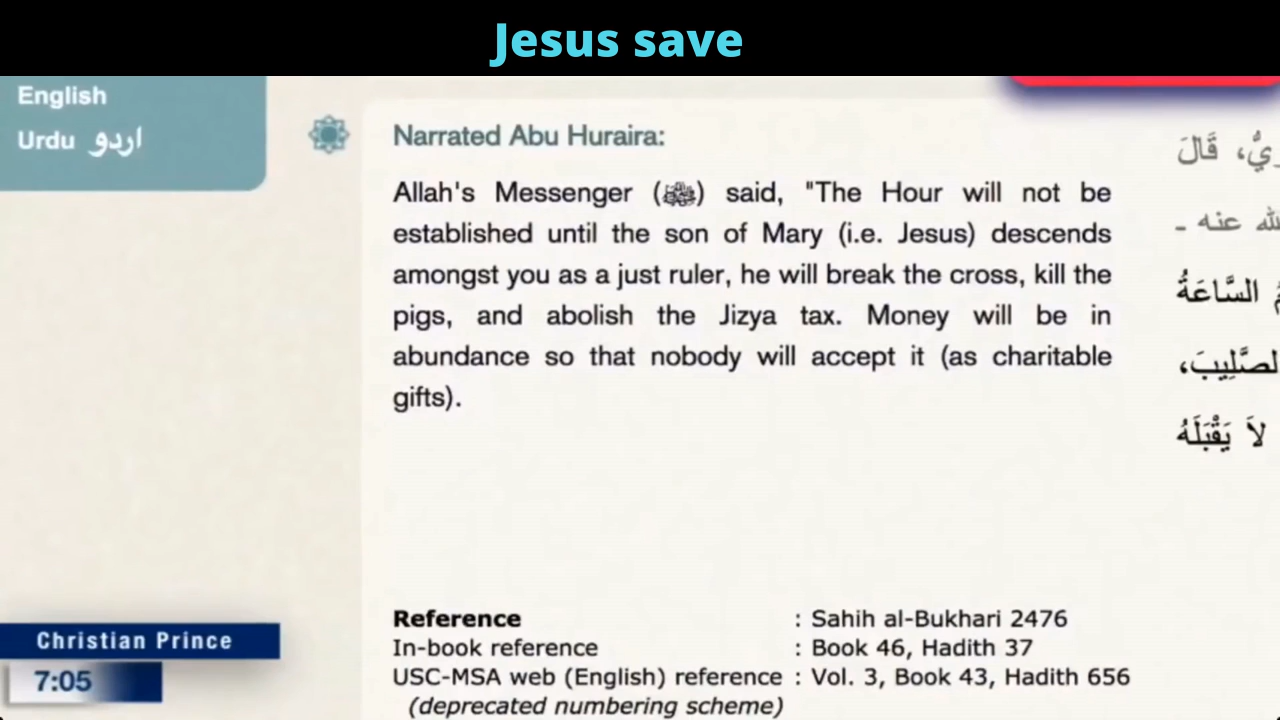 Jesus save
English
Urdu اردو
Narrated Abu Huraira:
Allah's Messenger (ﷺ) said, "The Hour will not be
established until the son of Mary (i.e. Jesus) descends
amongst you as a just ruler, he will break the cross, kill the
pigs, and abolish the Jizya tax. Money will be in
abundance so that nobody will accept it (as charitable
gifts).
قَالَ
عنه ـ
السَّاعَةُ
لاَ يَقْبَلَهُ
Reference : Sahih al-Bukhari 2476
In-book reference : Book 46, Hadith 37
USC-MSA web (English) reference : Vol. 3, Book 43, Hadith 656
(deprecated numbering scheme)
Christian Prince
7:05